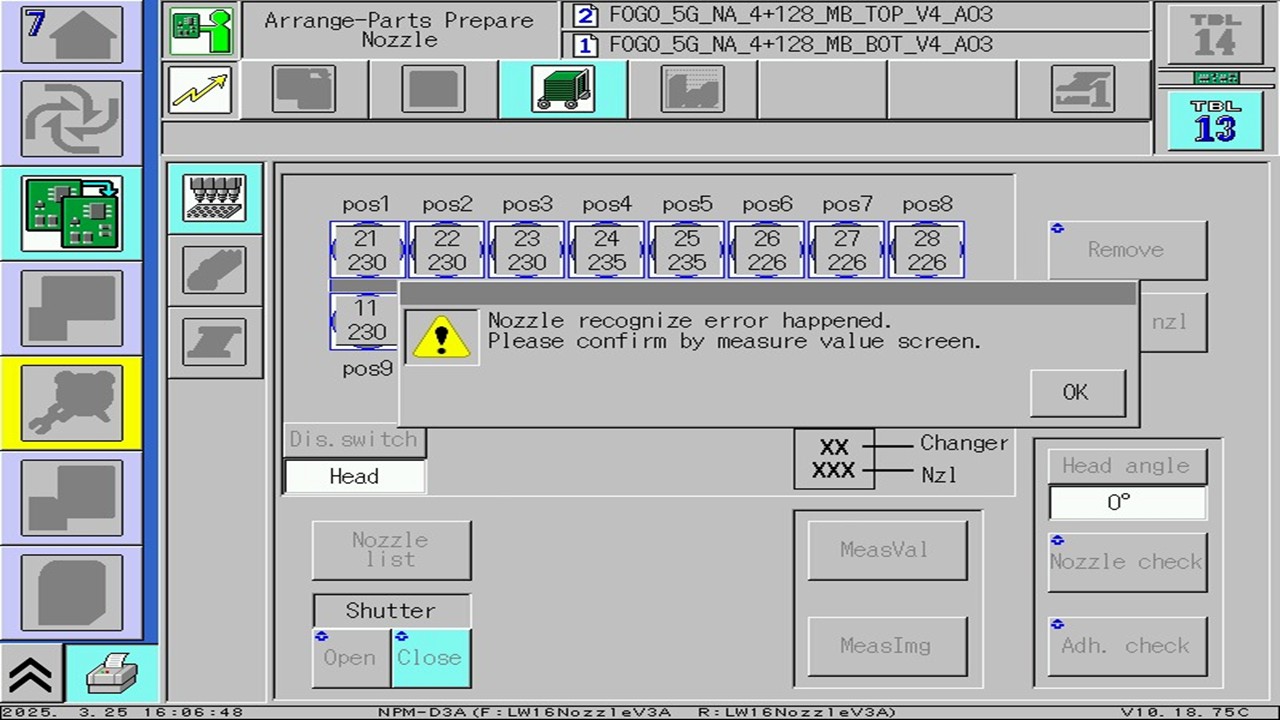 7
Arrange-Parts Prepare
Nozzle
2 FOGO_5G_NA_4+128_MB_TOP_V4_A03
1 FOGO_5G_NA_4+128_MB_BOT_V4_A03
TBL
14
TBL
13
pos1 pos2 pos3 pos4 pos5 pos6 pos7 pos8
21 22 23 24 25 26 27 28
230 230 230 235 235 226 226 226
Remove
11
230
nzl
pos9
Nozzle recognize error happened.
Please confirm by measure value screen.
OK
Dis.switch
Head
XX Changer
XXX Nzl
Head angle
0°
Nozzle
list
MeasVal
Nozzle check
Shutter
Open Close
MeasImg
Adh. check
2025. 3.25 16:06:48 NPM-D3A(F:LW16NozzleV3A R:LW16NozzleV3A) V10.18.75C